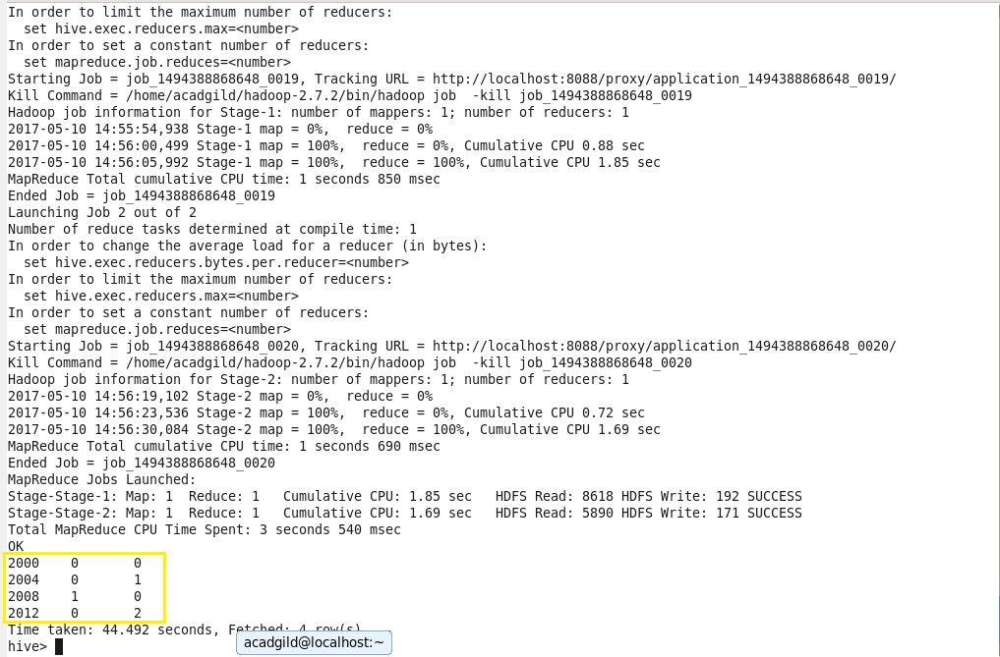 In order to limit the maximum number of reducers:
  set hive.exec.reducers.max=<number>
In order to set a constant number of reducers:
  set mapreduce.job.reduces=<number>
Starting Job = job_1494388868648_0019, Tracking URL = http://localhost:8088/proxy/application_1494388868648_0019/
Kill Command = /home/acadgild/hadoop-2.7.2/bin/hadoop job  -kill job_1494388868648_0019
Hadoop job information for Stage-1: number of mappers: 1; number of reducers: 1
2017-05-10 14:55:54,938 Stage-1 map = 0%,  reduce = 0%
2017-05-10 14:56:00,499 Stage-1 map = 100%,  reduce = 0%, Cumulative CPU 0.88 sec
2017-05-10 14:56:05,992 Stage-1 map = 100%,  reduce = 100%, Cumulative CPU 1.85 sec
MapReduce Total cumulative CPU time: 1 seconds 850 msec
Ended Job = job_1494388868648_0019
Launching Job 2 out of 2
Number of reduce tasks determined at compile time: 1
In order to change the average load for a reducer (in bytes):
  set hive.exec.reducers.bytes.per.reducer=<number>
In order to limit the maximum number of reducers:
  set hive.exec.reducers.max=<number>
In order to set a constant number of reducers:
  set mapreduce.job.reduces=<number>
Starting Job = job_1494388868648_0020, Tracking URL = http://localhost:8088/proxy/application_1494388868648_0020/
Kill Command = /home/acadgild/hadoop-2.7.2/bin/hadoop job  -kill job_1494388868648_0020
Hadoop job information for Stage-2: number of mappers: 1; number of reducers: 1
2017-05-10 14:56:19,102 Stage-2 map = 0%,  reduce = 0%
2017-05-10 14:56:23,536 Stage-2 map = 100%,  reduce = 0%, Cumulative CPU 0.72 sec
2017-05-10 14:56:30,084 Stage-2 map = 100%,  reduce = 100%, Cumulative CPU 1.69 sec
MapReduce Total cumulative CPU time: 1 seconds 690 msec
Ended Job = job_1494388868648_0020
MapReduce Jobs Launched:
Stage-Stage-1: Map: 1  Reduce: 1   Cumulative CPU: 1.85 sec   HDFS Read: 8618 HDFS Write: 192 SUCCESS
Stage-Stage-2: Map: 1  Reduce: 1   Cumulative CPU: 1.69 sec   HDFS Read: 5890 HDFS Write: 171 SUCCESS
Total MapReduce CPU Time Spent: 3 seconds 540 msec
OK
2000    0       0
2004    0       1
2008    1       0
2012    0       2
Time taken: 44.492 seconds, Fetched: 4 row(s)
hive>
acadgild@localhost:~